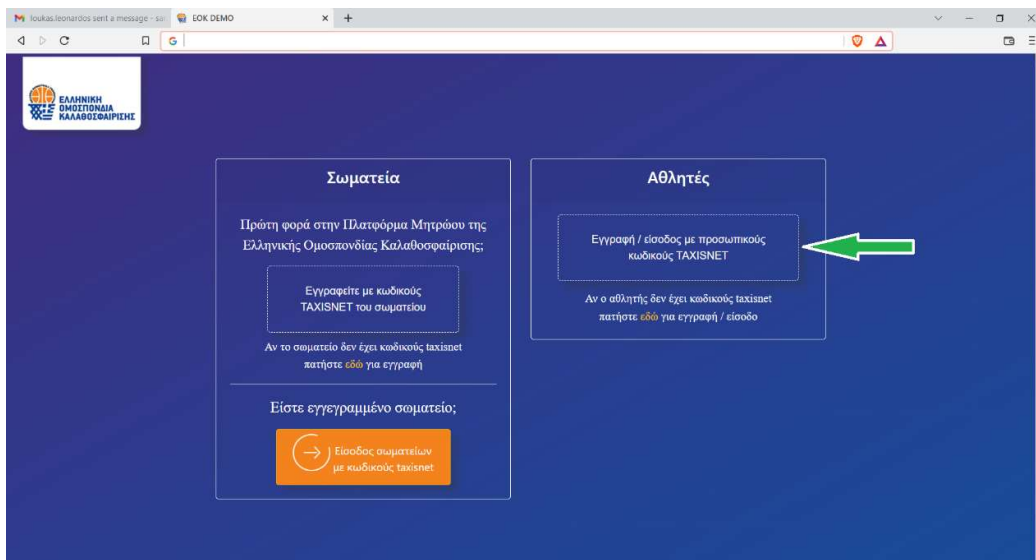 loukas.leonardos sent a message - sa
EOK DEMO
ΕΛΛΗΝΙΚΗ
ΟΜΟΣΠΟΝΔΙΑ
ΚΑΛΑΘΟΣΦΑΙΡΙΣΗΣ
Σωματεία
Πρώτη φορά στην Πλατφόρμα Μητρώου της
Ελληνικής Ομοσπονδίας Καλαθοσφαίρισης;
Εγγραφείτε με κωδικούς
TAXISNET του σωματείου
Αν το σωματείο δεν έχει κωδικούς taxisnet
πατήστε εδώ για εγγραφή
Είστε εγγεγραμμένο σωματείο;
Είσοδος σωματείων
με κωδικούς taxisnet
Αθλητές
Εγγραφή / είσοδος με προσωπικούς
κωδικούς TAXISNET
Αν ο αθλητής δεν έχει κωδικούς taxisnet
πατήστε εδώ για εγγραφή / είσοδο